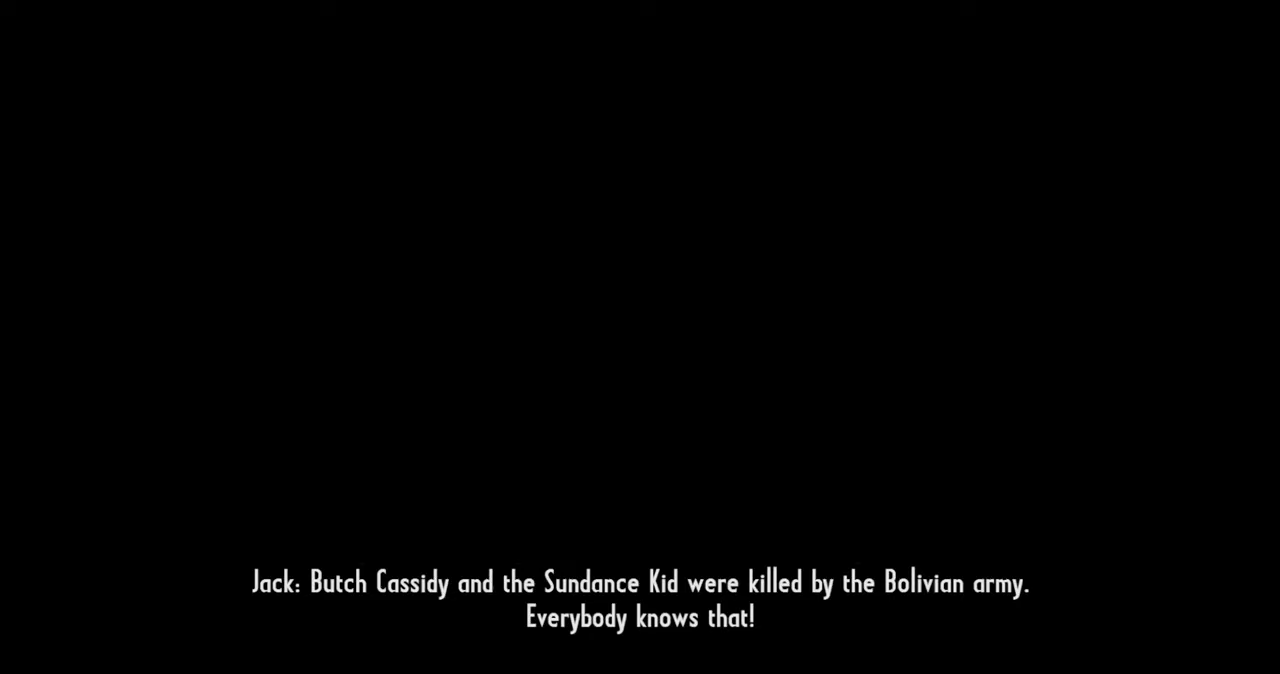 Jack: Butch Cassidy and the Sundance Kid were killed by the Bolivian army.
Everybody knows that!